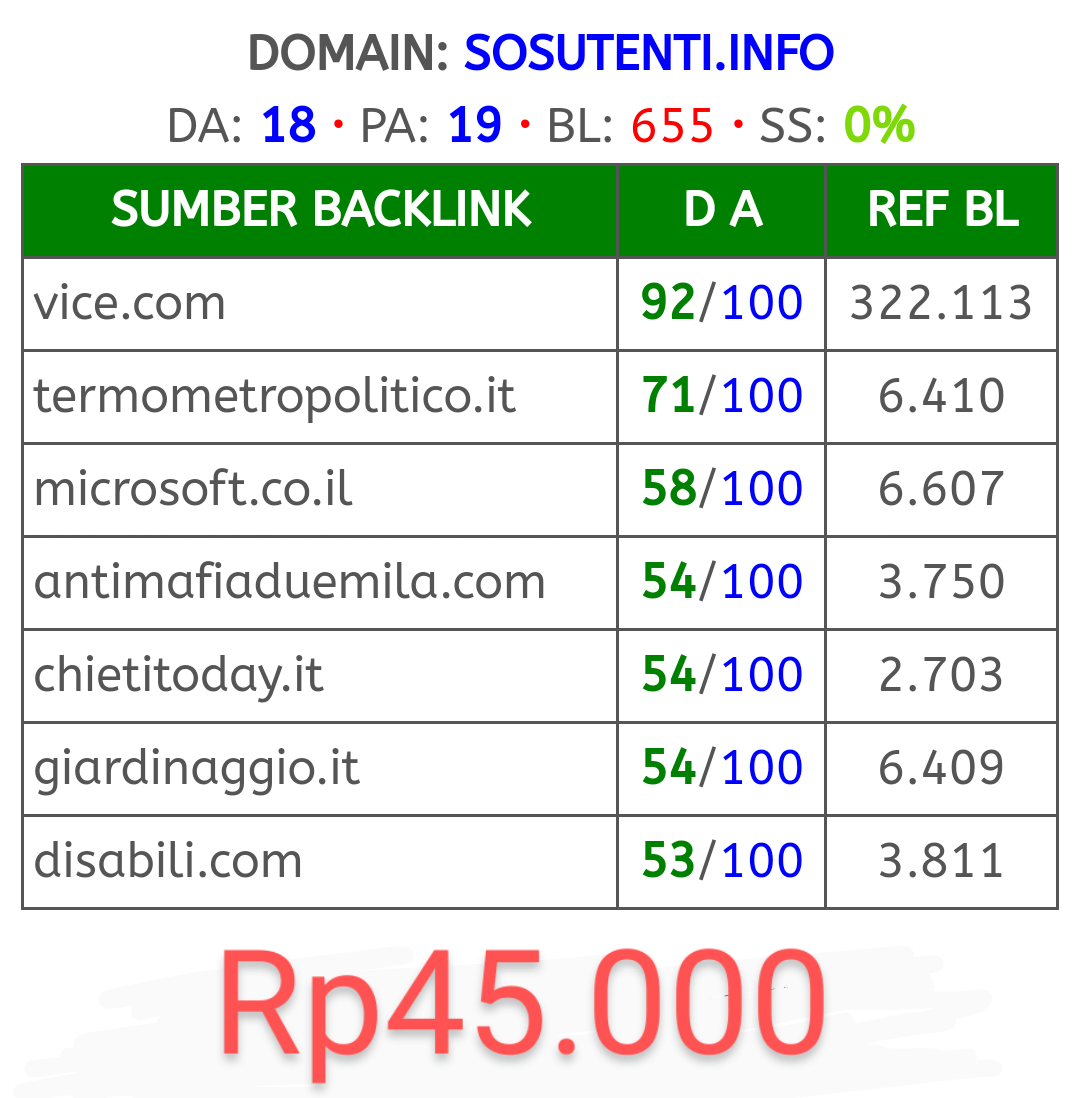 DOMAIN: SOSUTENTI.INFO
DA: 18 • PA: 19 • BL: 655 • SS: 0%
SUMBER BACKLINK D A REF BL
vice.com 92/100 322.113
termometropolitico.it 71/100 6.410
microsoft.co.il 58/100 6.607
antimafiaduemila.com 54/100 3.750
chietitoday.it 54/100 2.703
giardinaggio.it 54/100 6.409
disabili.com 53/100 3.811
Rp45.000